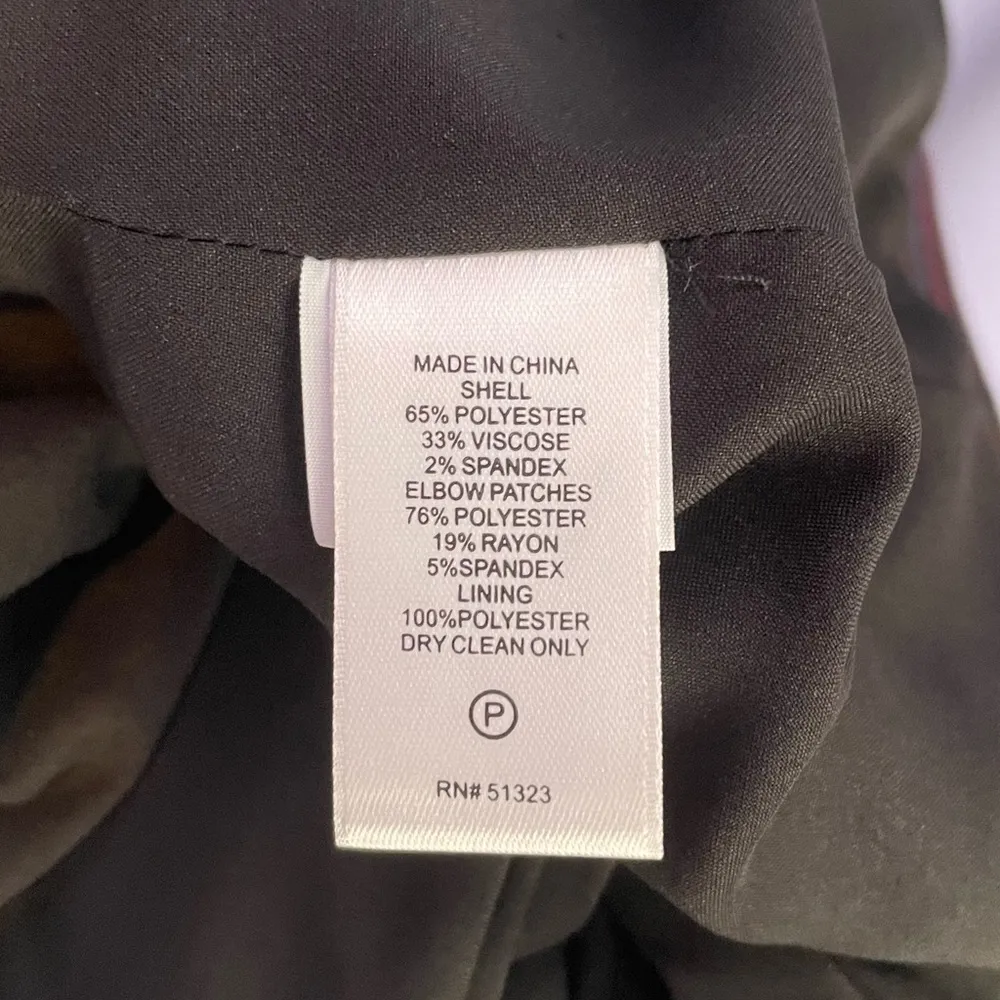 MADE IN CHINA
SHELL
65% POLYESTER
33% VISCOSE
2% SPANDEX
ELBOW PATCHES
76% POLYESTER
19% RAYON
5%SPANDEX
LINING
100%POLYESTER
DRY CLEAN ONLY
P
RN# 51323